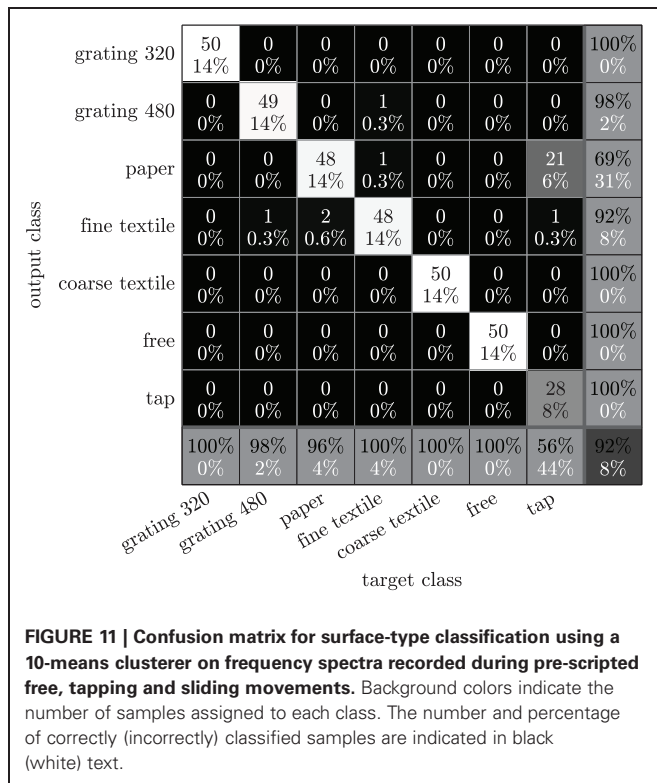 grating 320 50 0 0 0 0 0 0 100%
14% 0% 0% 0% 0% 0% 0% 0%
grating 480 0 49 0 1 0 0 0 98%
0% 14% 0% 0.3% 0% 0% 0% 2%
paper 0 0 48 1 0 0 21 69%
0% 0% 14% 0.3% 0% 0% 6% 31%
fine textile 0 1 2 48 0 0 1 92%
0% 0.3% 0.6% 14% 0% 0% 0.3% 8%
coarse textile 0 0 0 0 50 0 0 100%
0% 0% 0% 0% 14% 0% 0% 0%
free 0 0 0 0 0 50 0 100%
0% 0% 0% 0% 0% 14% 0% 0%
tap 0 0 0 0 0 0 28 100%
0% 0% 0% 0% 0% 0% 8% 0%
100% 98% 96% 100% 100% 100% 56% 92%
0% 2% 4% 4% 0% 0% 44% 8%
output class
grating 320
grating 480
paper
fine textile
coarse textile
free
tap
target class
FIGURE 11 | Confusion matrix for surface-type classification using a
10-means clusterer on frequency spectra recorded during pre-scripted
free, tapping and sliding movements. Background colors indicate the
number of samples assigned to each class. The number and percentage
of correctly (incorrectly) classified samples are indicated in black
(white) text.